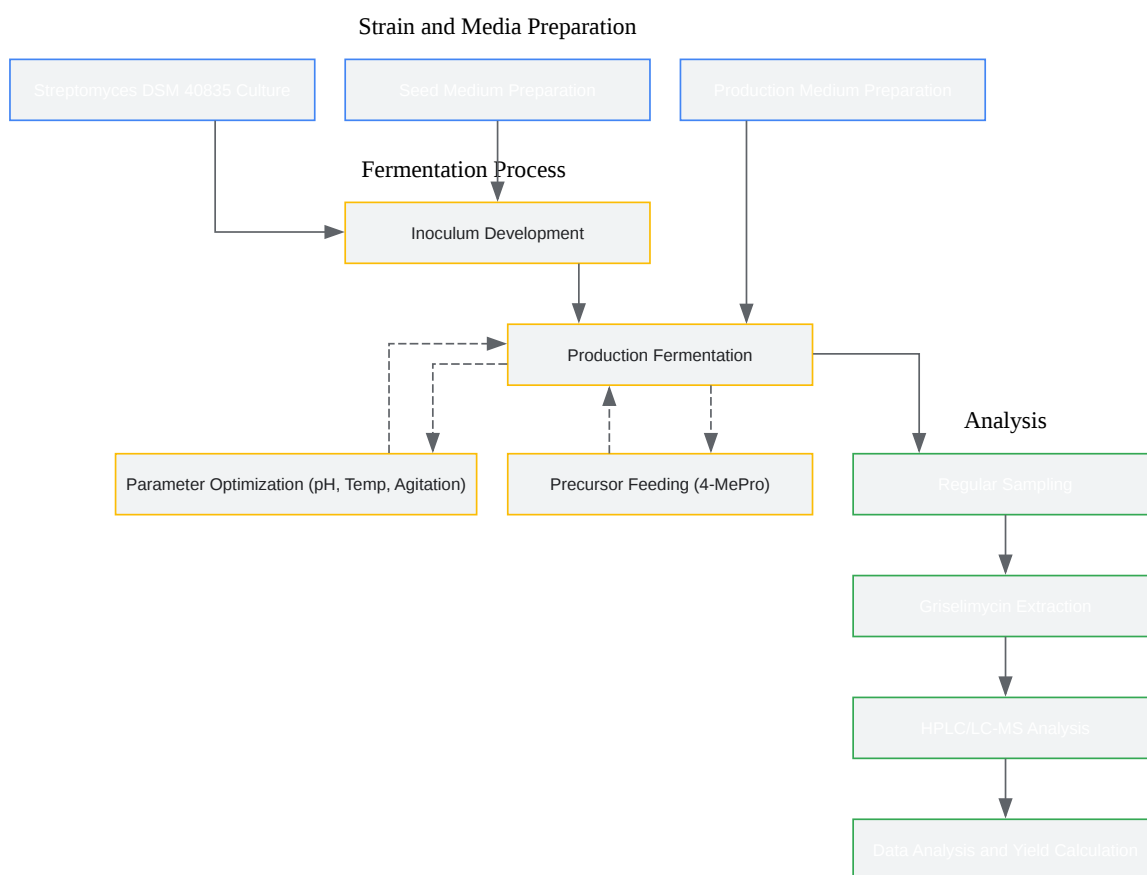 Strain and Media Preparation
Streptomyces DSM 40835 Culture
Seed Medium Preparation
Production Medium Preparation
Fermentation Process
Inoculum Development
Production Fermentation
Analysis
Parameter Optimization (pH, Temp, Agitation)
Precursor Feeding (4-MePro)
Regular Sampling
Griselimycin Extraction
HPLC/LC-MS Analysis
Data Analysis and Yield Calculation